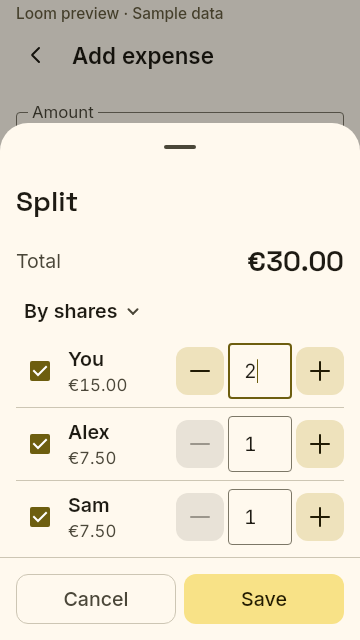 Loom preview · Sample data
Add expense
Amount
Split
Total €30.00
By shares
You
€15.00
2
Alex
€7.50
1
Sam
€7.50
1
Cancel Save